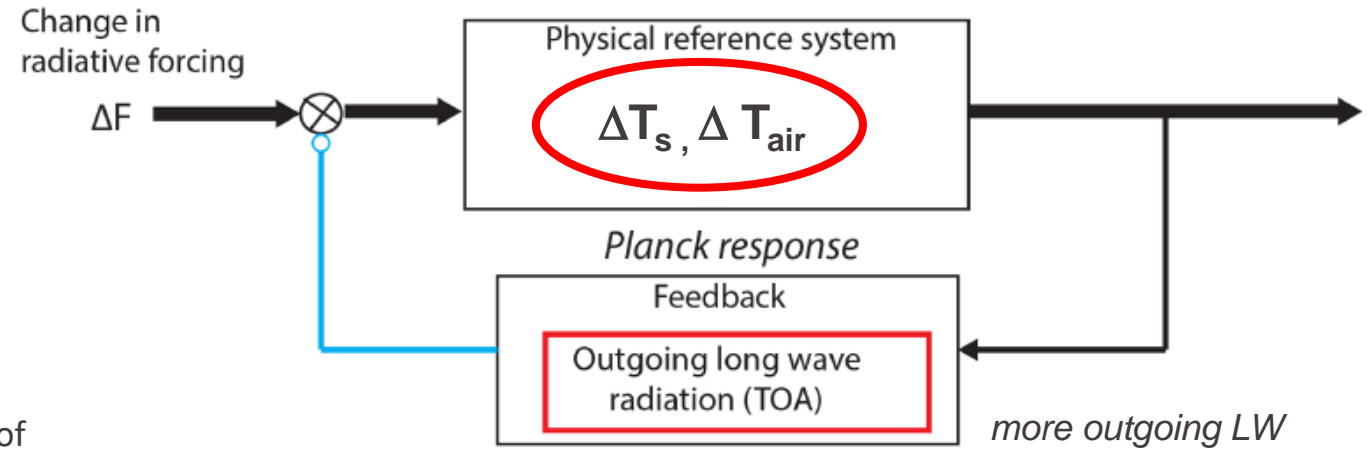 Change in
radiative forcing
ΔF
Physical reference system
ΔTs , Δ Tair
Planck response
Feedback
Outgoing long wave
radiation (TOA)
more outgoing LW
of